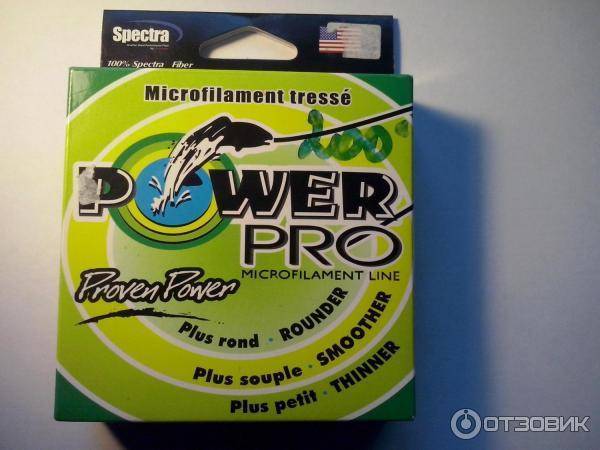 Spectra
100% Spectra Fiber
Microfilament tressé
200
POWER
PRO
MICROFILAMENT LINE
Proven Power
Plus rond · ROUNDER
Plus souple · SMOOTHER
Plus petit · THINNER
ОТЗОВИК